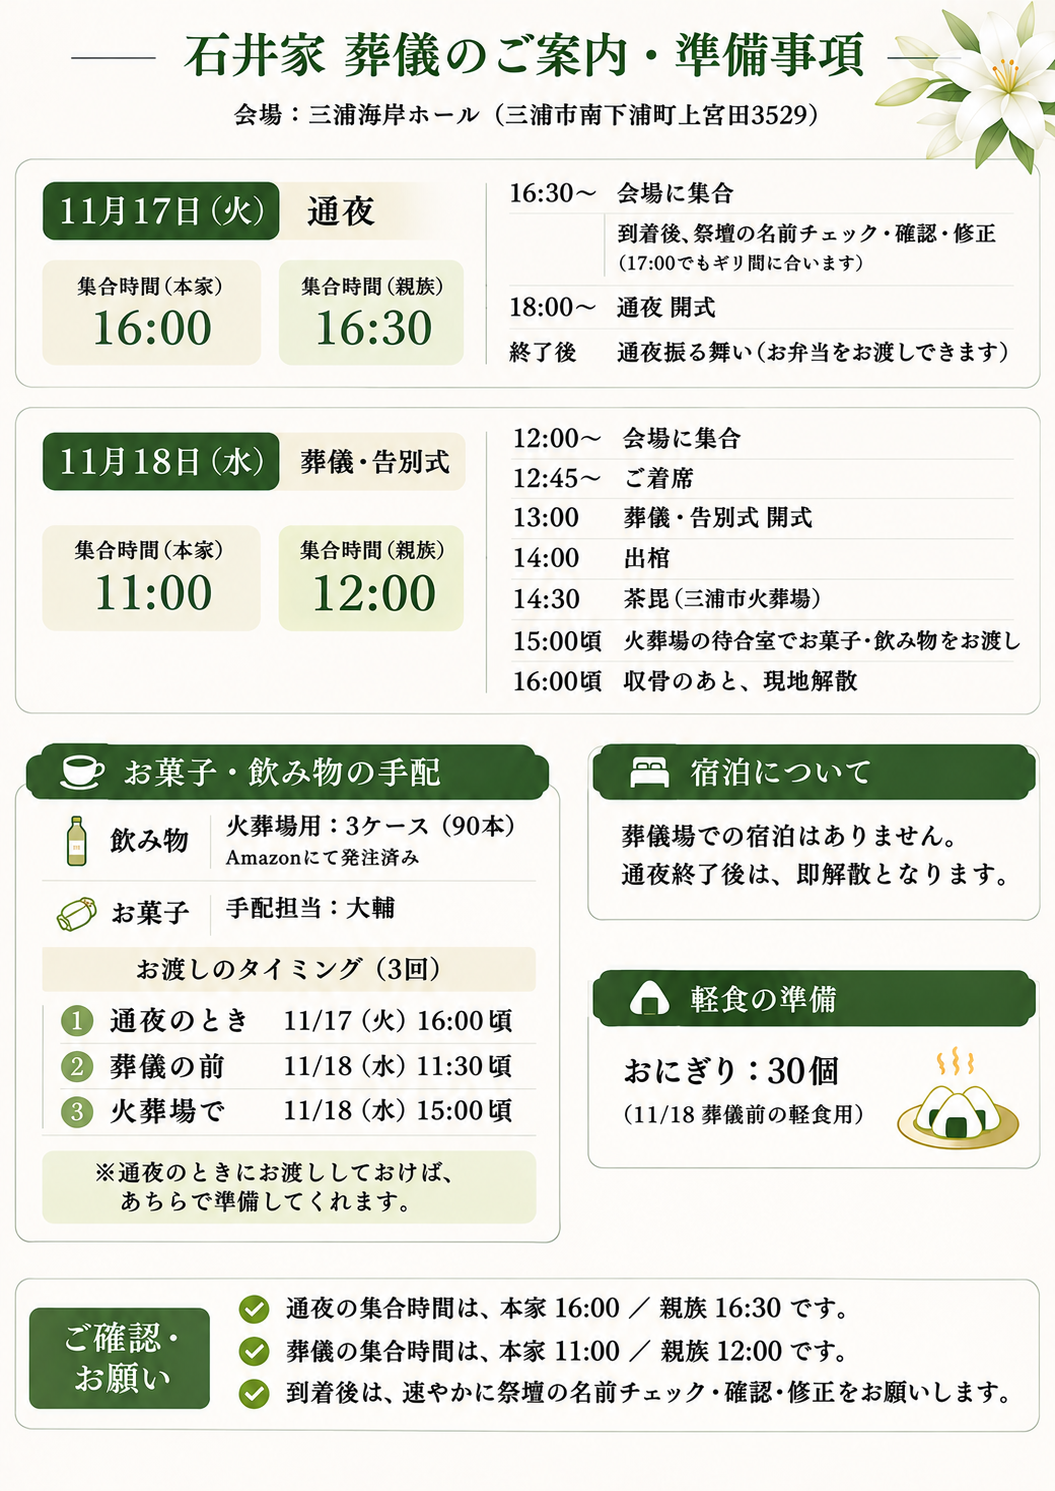 石井家 葬儀のご案内・準備事項
会場：三浦海岸ホール（三浦市南下浦町上宮田3529）
11月17日（火） 通夜
集合時間（本家）
16:00
集合時間（親族）
16:30
16:30〜 会場に集合
到着後、祭壇の名前チェック・確認・修正
（17:00でもギリ間に合います）
18:00〜 通夜 開式
終了後 通夜振る舞い（お弁当をお渡しできます）
11月18日（水） 葬儀・告別式
集合時間（本家）
11:00
集合時間（親族）
12:00
12:00〜 会場に集合
12:45〜 ご着席
13:00 葬儀・告別式 開式
14:00 出棺
14:30 茶毘（三浦市火葬場）
15:00頃 火葬場の待合室でお菓子・飲み物をお渡し
16:00頃 収骨のあと、現地解散
お菓子・飲み物の手配
飲み物 火葬場用：3ケース（90本）
Amazonにて発注済み
お菓子 手配担当：大輔
お渡しのタイミング（3回）
1 通夜のとき 11/17（火）16:00頃
2 葬儀の前 11/18（水）11:30頃
3 火葬場で 11/18（水）15:00頃
※通夜のときにお渡ししておけば、
あちらで準備してくれます。
宿泊について
葬儀場での宿泊はありません。
通夜終了後は、即解散となります。
軽食の準備
おにぎり：30個
（11/18 葬儀前の軽食用）
ご確認・
お願い
通夜の集合時間は、本家 16:00 ／ 親族 16:30 です。
葬儀の集合時間は、本家 11:00 ／ 親族 12:00 です。
到着後は、速やかに祭壇の名前チェック・確認・修正をお願いします。